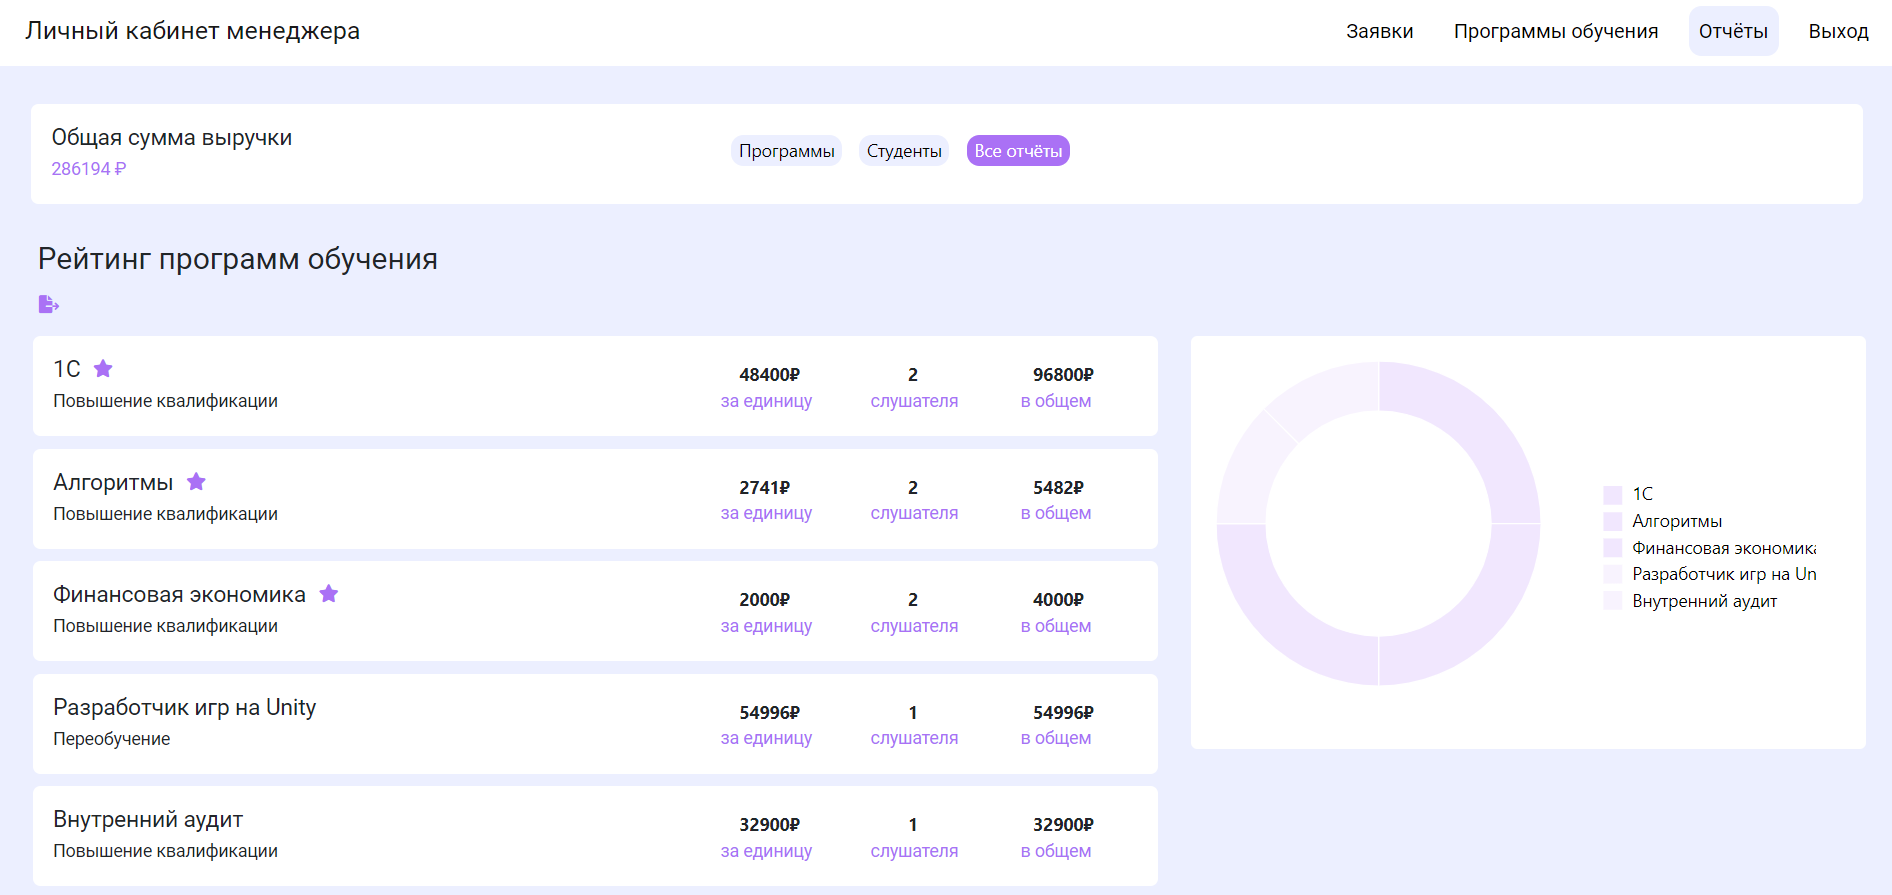 Личный кабинет менеджера
Заявки
Программы обучения
Отчёты
Выход
Общая сумма выручки
286194 ₽
Программы
Студенты
Все отчёты
Рейтинг программ обучения
1С
Повышение квалификации
48400₽
за единицу
2
слушателя
96800₽
в общем
Алгоритмы
Повышение квалификации
2741₽
за единицу
2
слушателя
5482₽
в общем
Финансовая экономика
Повышение квалификации
2000₽
за единицу
2
слушателя
4000₽
в общем
Разработчик игр на Unity
Переобучение
54996₽
за единицу
1
слушателя
54996₽
в общем
Внутренний аудит
Повышение квалификации
32900₽
за единицу
1
слушателя
32900₽
в общем
1С
Алгоритмы
Финансовая экономика
Разработчик игр на Un
Внутренний аудит